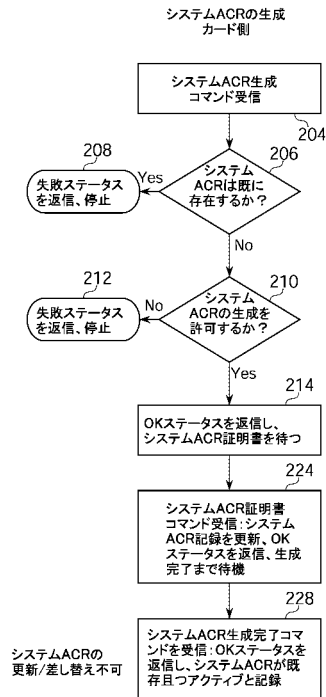 システムACRの生成
カード側
システムACR生成
コマンド受信
204
208
206
失敗ステータス
を返信、停止
Yes
システム
ACRは既に
存在するか？
No
212
210
失敗ステータス
を返信、停止
No
システム
ACRの生成を
許可するか？
Yes
214
OKステータスを返信し、
システムACR証明書を待つ
224
システムACR証明書
コマンド受信：システム
ACR記録を更新、OK
ステータスを返信、生成
完了まで待機
228
システムACRの
更新/差し替え不可
システムACR生成完了コマ
ンドを受信：OKステータスを
返信し、システムACRが既
存且つアクティブと記録